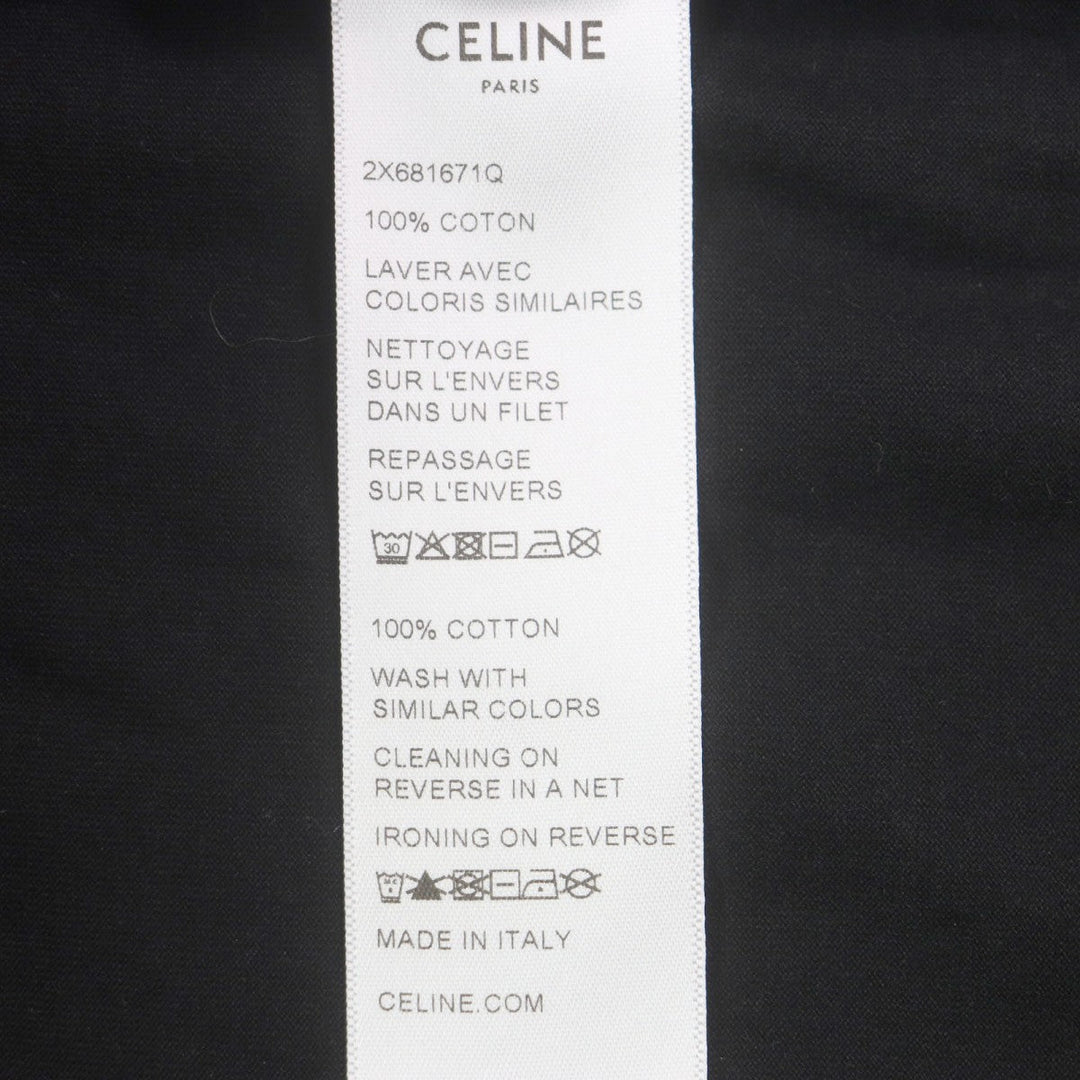 CELINE
PARIS
2X681671Q
100% COTON
LAVER AVEC
COLORIS SIMILAIRES
NETTOYAGE
SUR L'ENVERS
DANS UN FILET
REPASSAGE
SUR L'ENVERS
30
100% COTTON
WASH WITH
SIMILAR COLORS
CLEANING ON
REVERSE IN A NET
IRONING ON REVERSE
MADE IN ITALY
CELINE.COM